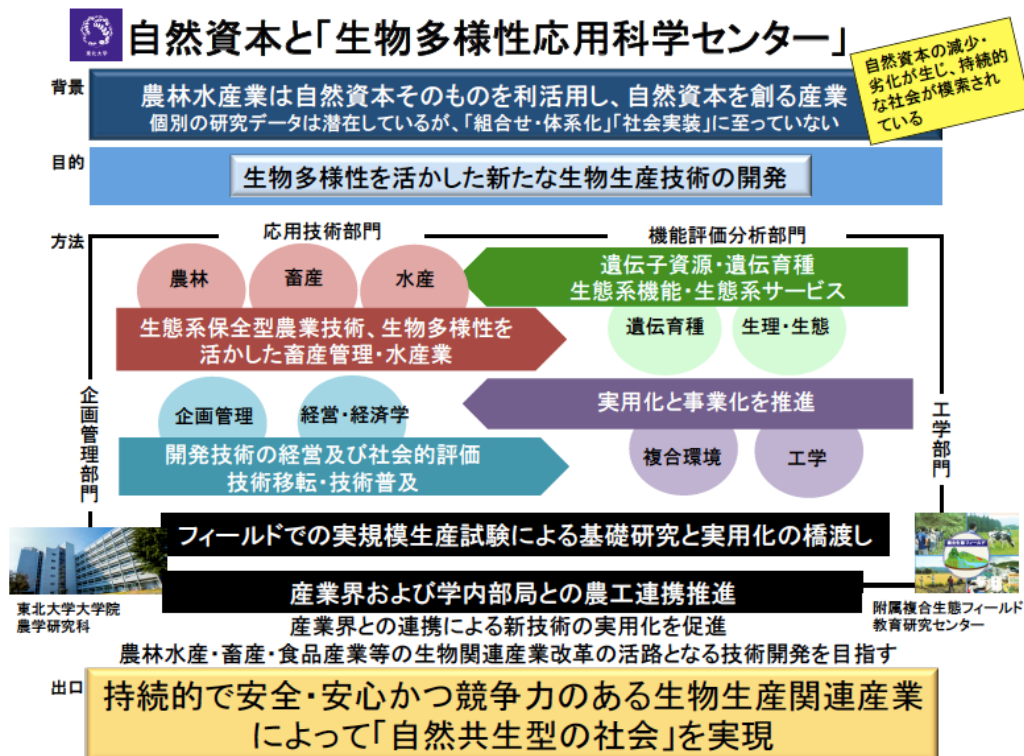 東北大学
自然資本と「生物多様性応用科学センター」
自然資本の減少・
劣化が生じ、持続的
な社会が模索され
ている
背景
農林水産業は自然資本そのものを利活用し、自然資本を創る産業
個別の研究データは潜在しているが、「組合せ・体系化」「社会実装」に至っていない
目的
生物多様性を活かした新たな生物生産技術の開発
方法
応用技術部門
機能評価分析部門
農林
畜産
水産
遺伝子資源・遺伝育種
生態系機能・生態系サービス
生態系保全型農業技術、生物多様性を
活かした畜産管理・水産業
遺伝育種
生理・生態
企画管理部門
企画管理
経営・経済学
実用化と事業化を推進
工学部門
開発技術の経営及び社会的評価
技術移転・技術普及
複合環境
工学
フィールドでの実規模生産試験による基礎研究と実用化の橋渡し
産業界および学内部局との農工連携推進
東北大学大学院
農学研究科
附属複合生態フィールド
教育研究センター
産業界との連携による新技術の実用化を促進
農林水産・畜産・食品産業等の生物関連産業改革の活路となる技術開発を目指す
出口
持続的で安全・安心かつ競争力のある生物生産関連産業
によって「自然共生型の社会」を実現